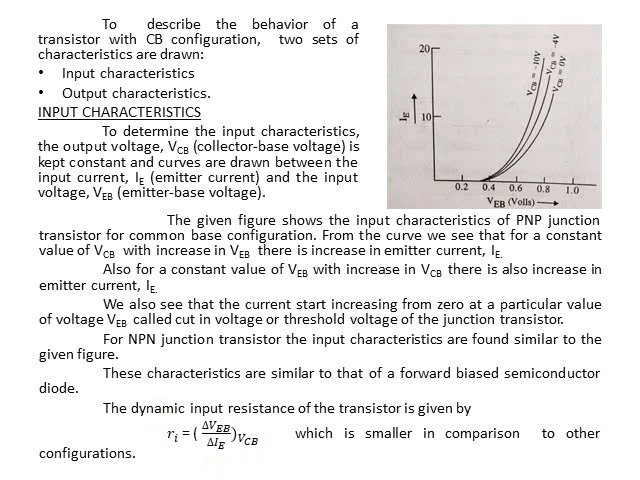 To describe the behavior of a
transistor with CB configuration, two sets of
characteristics are drawn:
• Input characteristics
• Output characteristics.
INPUT CHARACTERISTICS
To determine the input characteristics,
the output voltage, VCB (collector-base voltage) is
kept constant and curves are drawn between the
input current, IE (emitter current) and the input
voltage, VEB (emitter-base voltage).
20
10
IE
VCB = -10V
VCB = -4V
VCB = 0V
0.2 0.4 0.6 0.8 1.0
VEB (Volls)
The given figure shows the input characteristics of PNP junction
transistor for common base configuration. From the curve we see that for a constant
value of VCB with increase in VEB there is increase in emitter current, IE.
Also for a constant value of VEB with increase in VCB there is also increase in
emitter current, IE.
We also see that the current start increasing from zero at a particular value
of voltage VEB called cut in voltage or threshold voltage of the junction transistor.
For NPN junction transistor the input characteristics are found similar to the
given figure.
These characteristics are similar to that of a forward biased semiconductor
diode.
The dynamic input resistance of the transistor is given by
ri = (ΔVEB/ΔIE)VCB which is smaller in comparison to other
configurations.